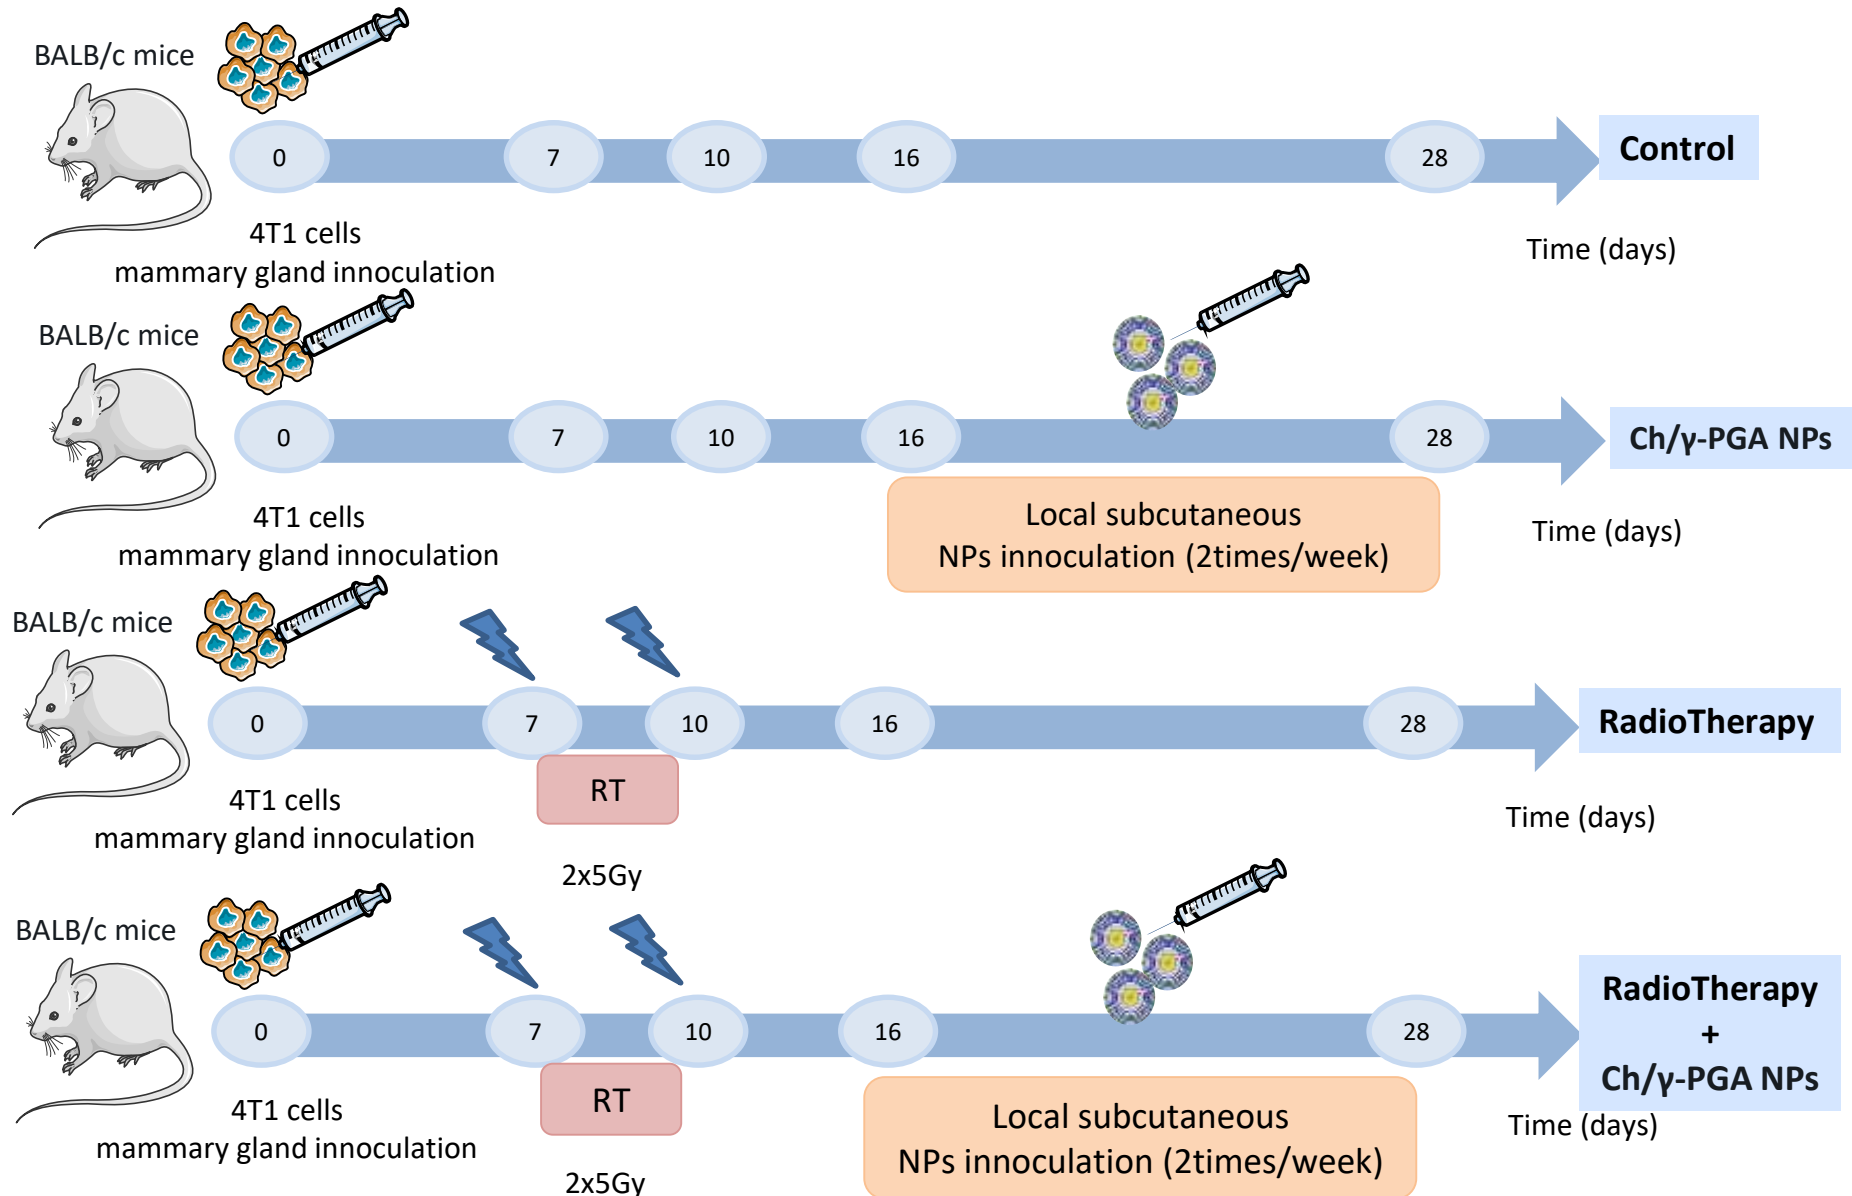 BALB/c mice
0
7
10
16
28
Control
4T1 cells
mammary gland innoculation
Time (days)
BALB/c mice
0
7
10
16
28
Ch/γ-PGA NPs
4T1 cells
mammary gland innoculation
Local subcutaneous
NPs innoculation (2times/week)
Time (days)
BALB/c mice
0
7
10
16
28
RadioTherapy
RT
4T1 cells
mammary gland innoculation
2x5Gy
Time (days)
BALB/c mice
0
7
10
16
28
RadioTherapy
+
Ch/γ-PGA NPs
RT
4T1 cells
mammary gland innoculation
2x5Gy
Local subcutaneous
NPs innoculation (2times/week)
Time (days)